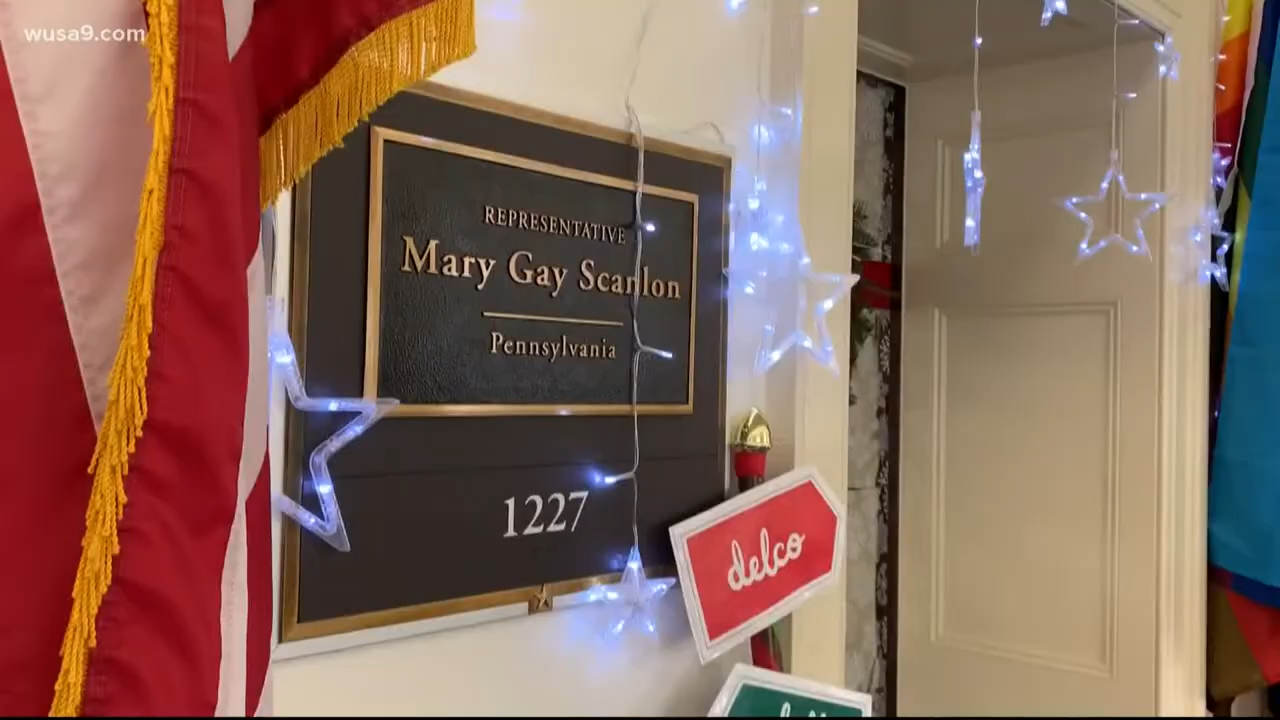 wusa9.com
REPRESENTATIVE
Mary Gay Scanlon
Pennsylvania
1227
delco